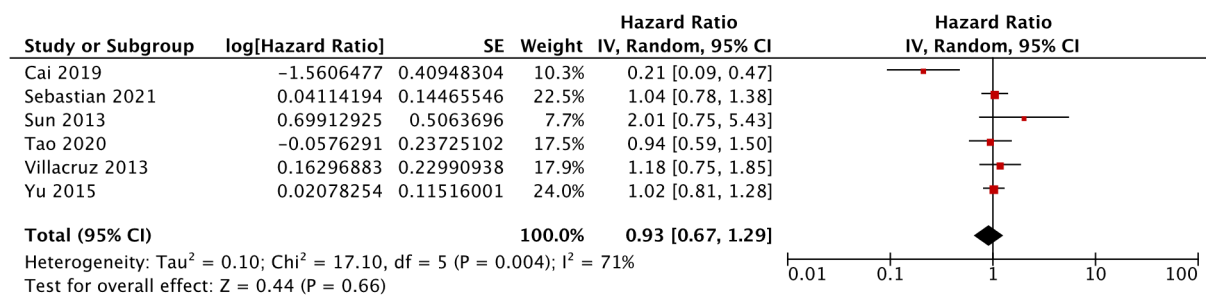 Hazard Ratio Hazard Ratio
Study or Subgroup log[Hazard Ratio] SE Weight IV, Random, 95% CI IV, Random, 95% CI
Cai 2019 −1.5606477 0.40948304 10.3% 0.21 [0.09, 0.47]
Sebastian 2021 0.04114194 0.14465546 22.5% 1.04 [0.78, 1.38]
Sun 2013 0.69912925 0.5063696 7.7% 2.01 [0.75, 5.43]
Tao 2020 −0.0576291 0.23725102 17.5% 0.94 [0.59, 1.50]
Villacruz 2013 0.16296883 0.22990938 17.9% 1.18 [0.75, 1.85]
Yu 2015 0.02078254 0.11516001 24.0% 1.02 [0.81, 1.28]
Total (95% CI) 100.0% 0.93 [0.67, 1.29]
Heterogeneity: Tau² = 0.10; Chi² = 17.10, df = 5 (P = 0.004); I² = 71%
Test for overall effect: Z = 0.44 (P = 0.66)
0.01 0.1 1 10 100